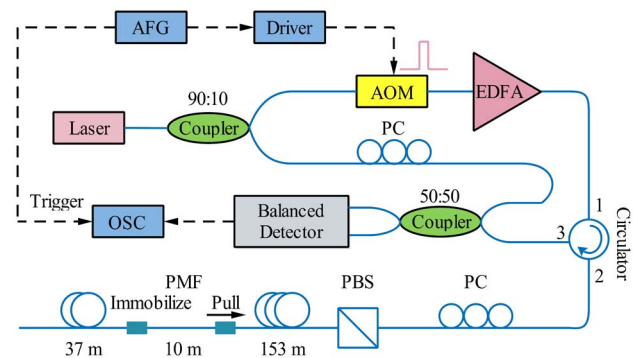 AFG
Driver
90:10
AOM
EDFA
Laser
Coupler
PC
Trigger
OSC
Balanced
Detector
50:50
Coupler
1
3
2
Circulator
PMF
Immobilize
Pull
PBS
PC
37 m
10 m
153 m